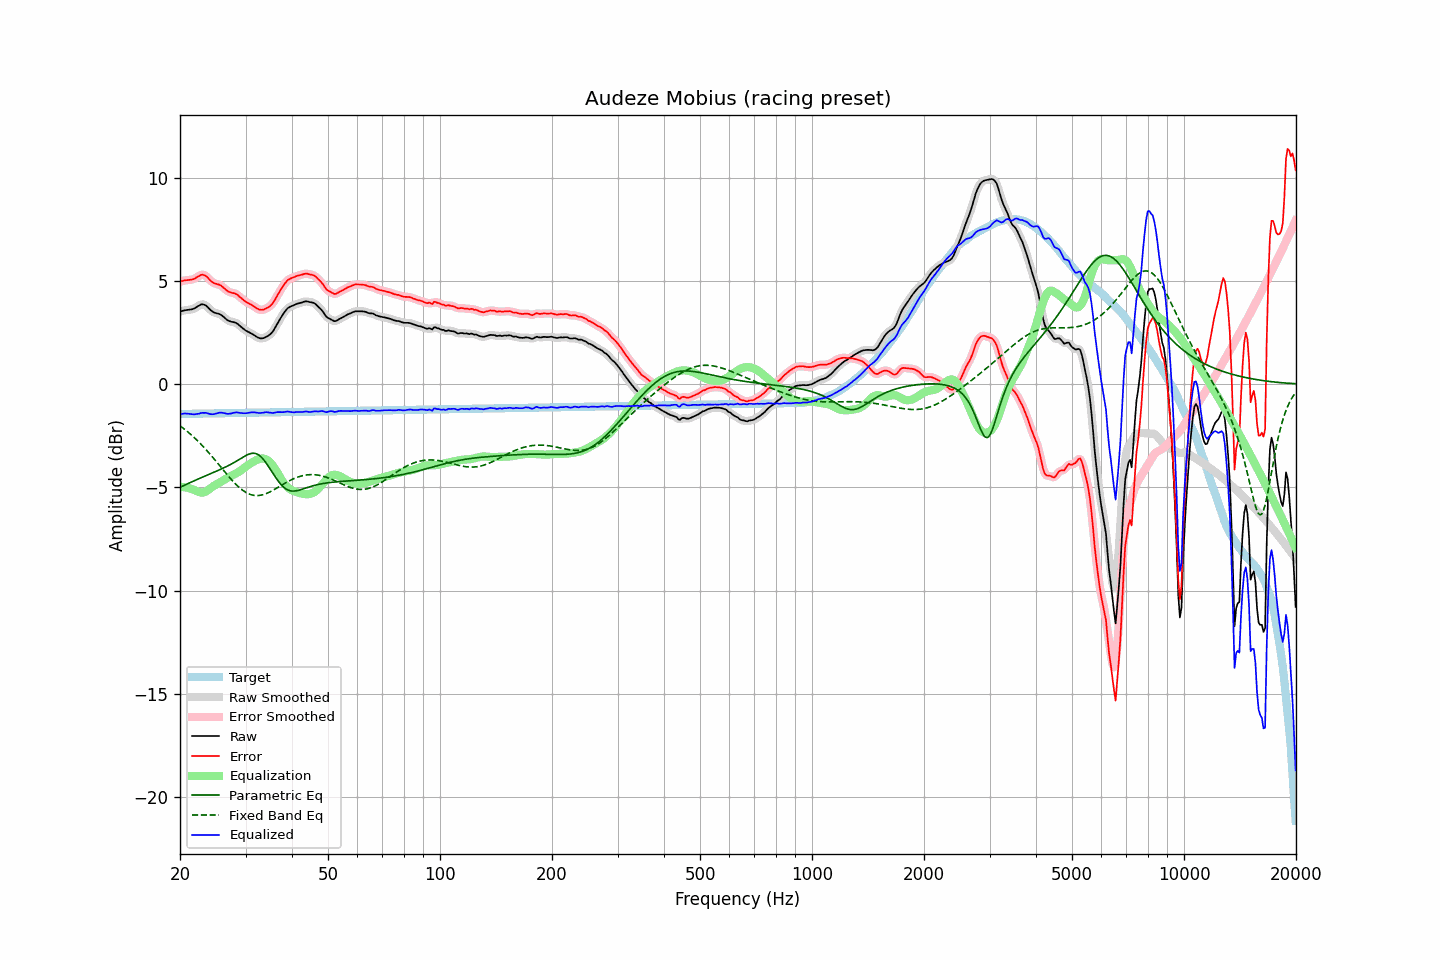 Audeze Mobius (racing preset)
Amplitude (dBr)
10
5
0
−5
−10
−15
−20
Target
Raw Smoothed
Error Smoothed
Raw
Error
Equalization
Parametric Eq
Fixed Band Eq
Equalized
20 50 100 200 500 1000 2000 5000 10000 20000
Frequency (Hz)